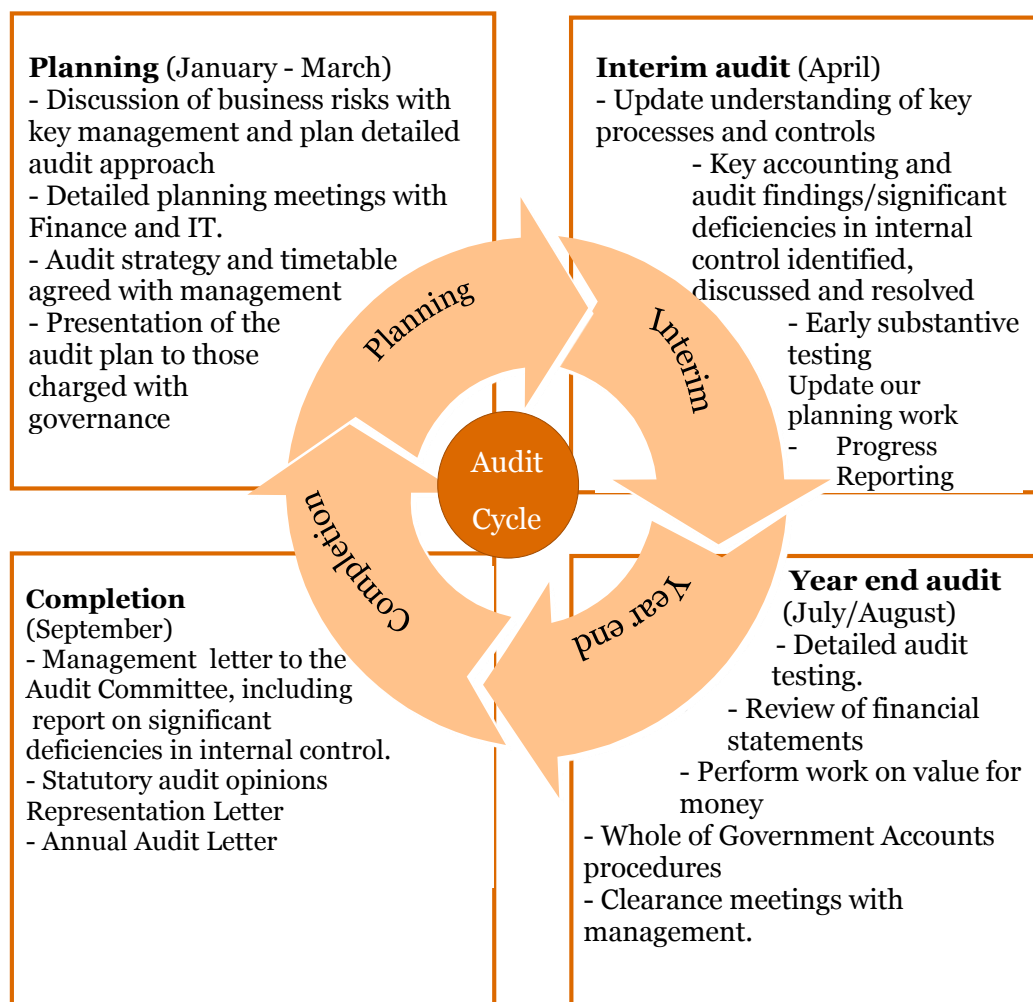 Planning (January - March)
- Discussion of business risks with
key management and plan detailed
audit approach
- Detailed planning meetings with
Finance and IT.
- Audit strategy and timetable
agreed with management
- Presentation of the
audit plan to those
charged with
governance
Interim audit (April)
- Update understanding of key
processes and controls
- Key accounting and
audit findings/significant
deficiencies in internal
control identified,
discussed and resolved
- Early substantive
testing
Update our
planning work
- Progress
Reporting
Planning
Interim
Year end
Completion
Audit
Cycle
Completion
(September)
- Management letter to the
Audit Committee, including
report on significant
deficiencies in internal control.
- Statutory audit opinions
Representation Letter
- Annual Audit Letter
Year end audit
(July/August)
- Detailed audit
testing.
- Review of financial
statements
- Perform work on value for
money
- Whole of Government Accounts
procedures
- Clearance meetings with
management.